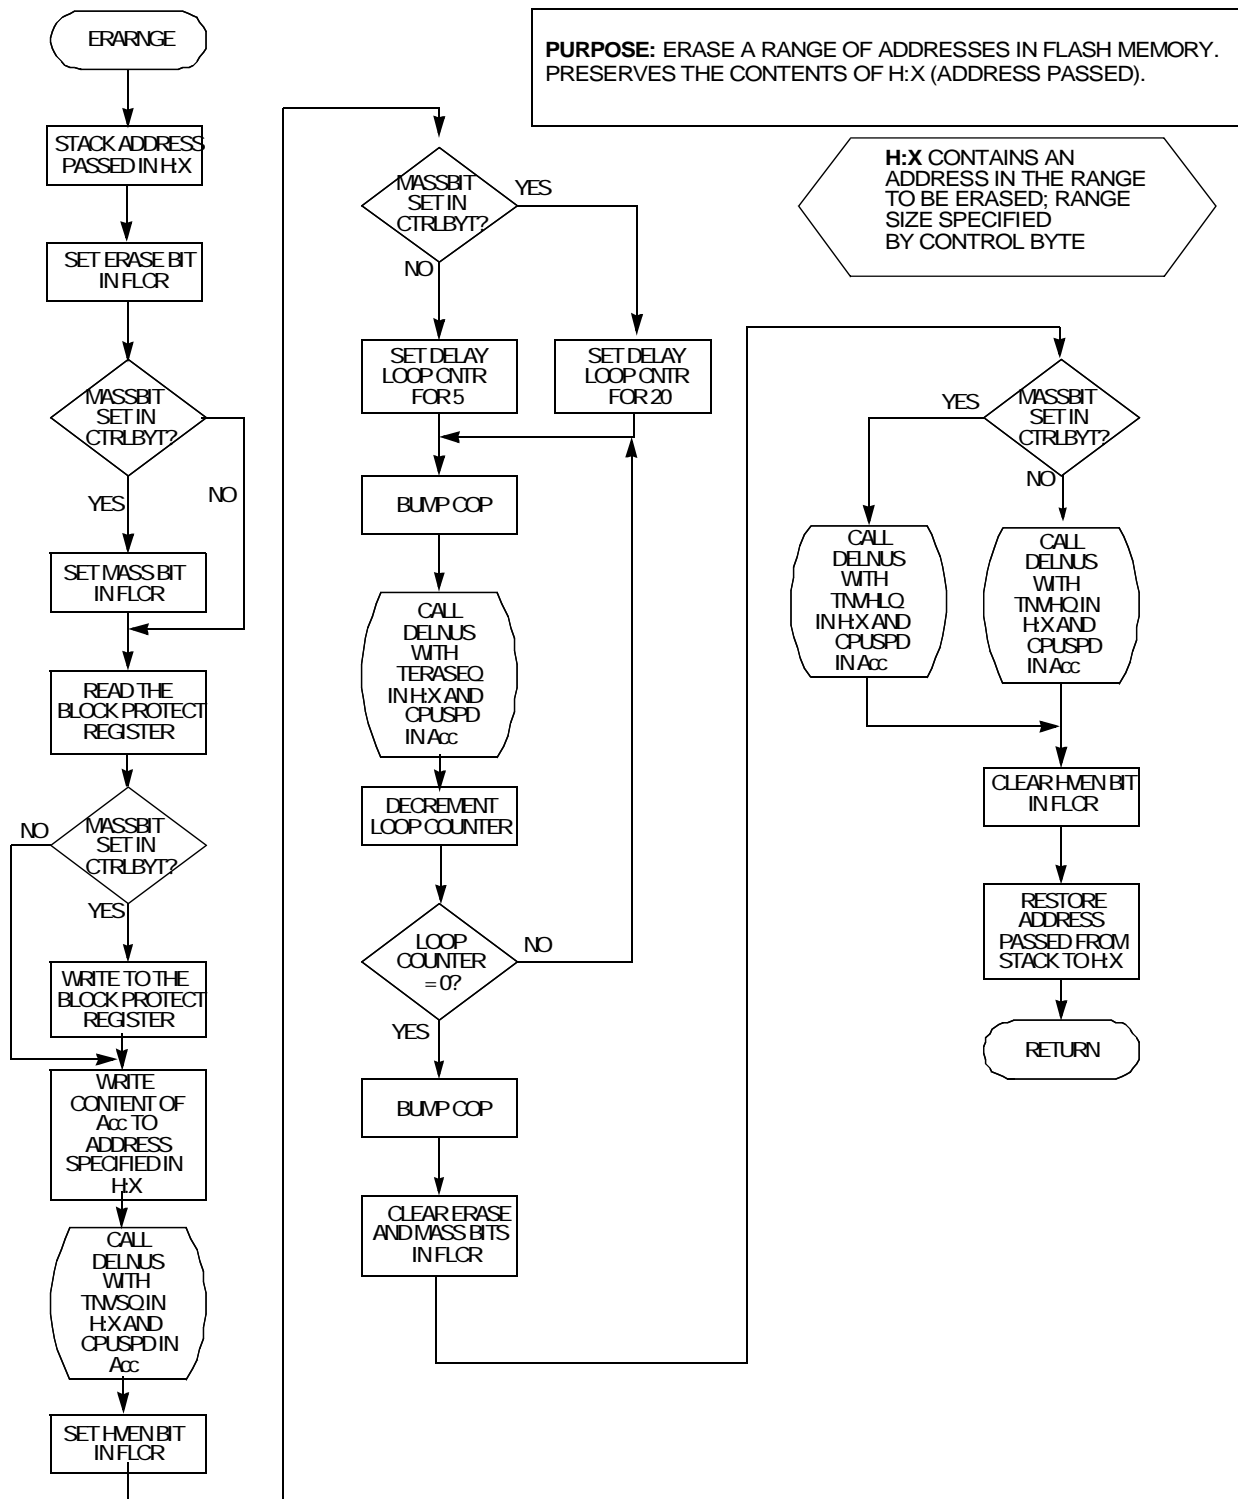 ERARNGE
STACK ADDRESS
PASSED IN H:X
SET ERASE BIT
IN FLCR
MASSBIT
SET IN
CTRLBYT?
NO
YES
SET MASS BIT
IN FLCR
READ THE
BLOCK PROTECT
REGISTER
NO
MASSBIT
SET IN
CTRLBYT?
YES
WRITE TO THE
BLOCK PROTECT
REGISTER
WRITE
CONTENT OF
Acc TO
ADDRESS
SPECIFIED IN
H:X
CALL
DELNUS
WITH
TNVSQ IN
H:X AND
CPUSPD IN
Acc
SET HVEN BIT
IN FLCR
MASSBIT
SET IN
CTRLBYT?
YES
NO
SET DELAY
LOOP CNTR
FOR 5
SET DELAY
LOOP CNTR
FOR 20
BUMP COP
CALL
DELNUS
WITH
TERASEQ
IN H:X AND
CPUSPD
IN Acc
DECREMENT
LOOP COUNTER
LOOP
COUNTER
= 0?
NO
YES
BUMP COP
CLEAR ERASE
AND MASS BITS
IN FLCR
PURPOSE: ERASE A RANGE OF ADDRESSES IN FLASH MEMORY.
PRESERVES THE CONTENTS OF H:X (ADDRESS PASSED).
H:X CONTAINS AN
ADDRESS IN THE RANGE
TO BE ERASED; RANGE
SIZE SPECIFIED
BY CONTROL BYTE
YES
MASSBIT
SET IN
CTRLBYT?
NO
CALL
DELNUS
WITH
TNVHLQ
IN H:X AND
CPUSPD
IN Acc
CALL
DELNUS
WITH
TNVHQ IN
H:X AND
CPUSPD
IN Acc
CLEAR HVEN BIT
IN FLCR
RESTORE
ADDRESS
PASSED FROM
STACK TO H:X
RETURN